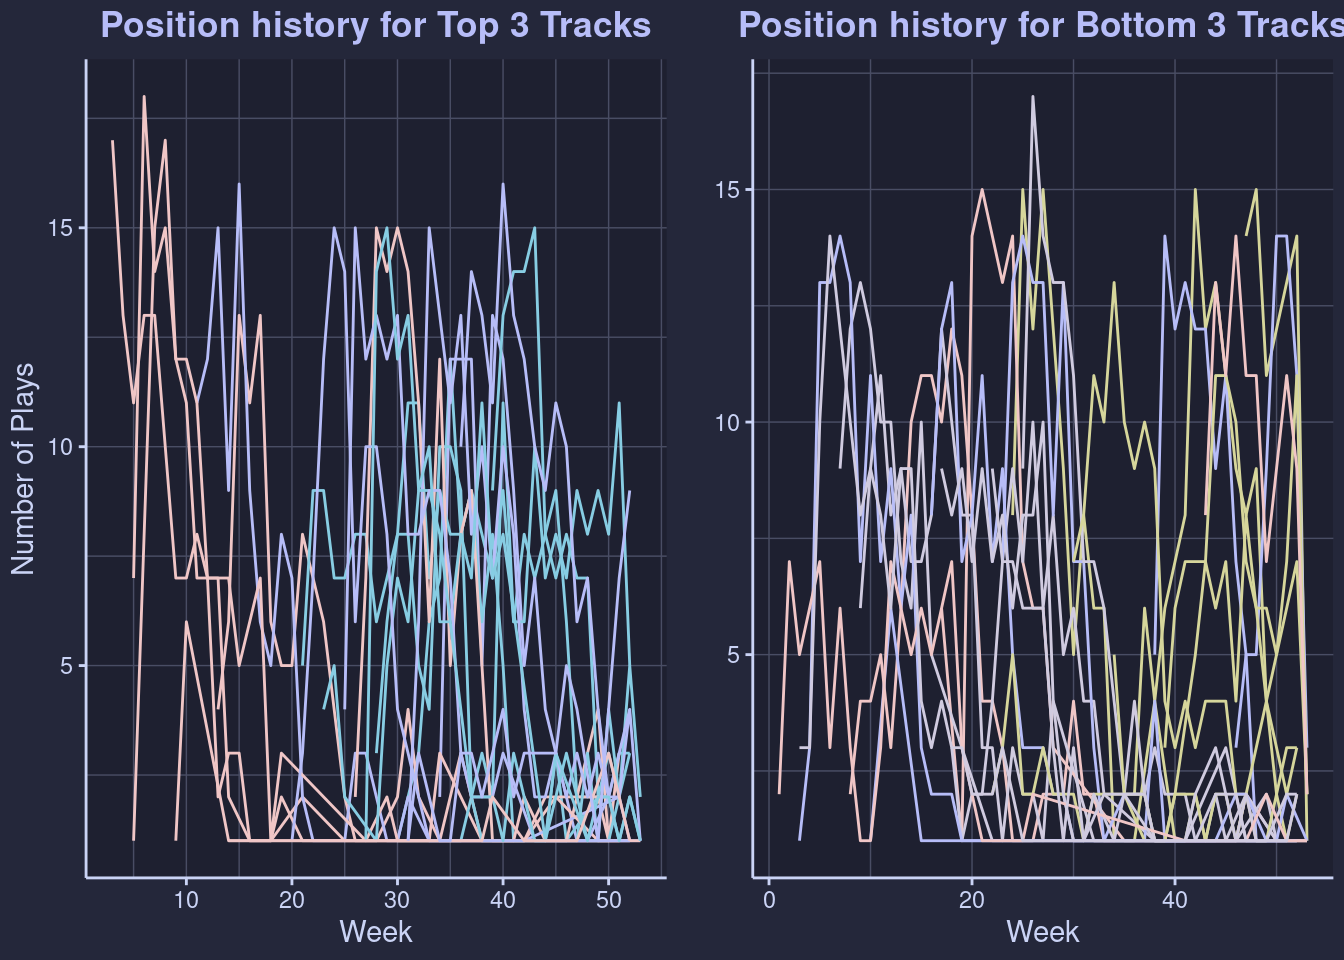 Position history for Top 3 Tracks
Number of Plays
15
10
5
10 20 30 40 50
Week
Position history for Bottom 3 Tracks
15
10
5
0 20 40
Week